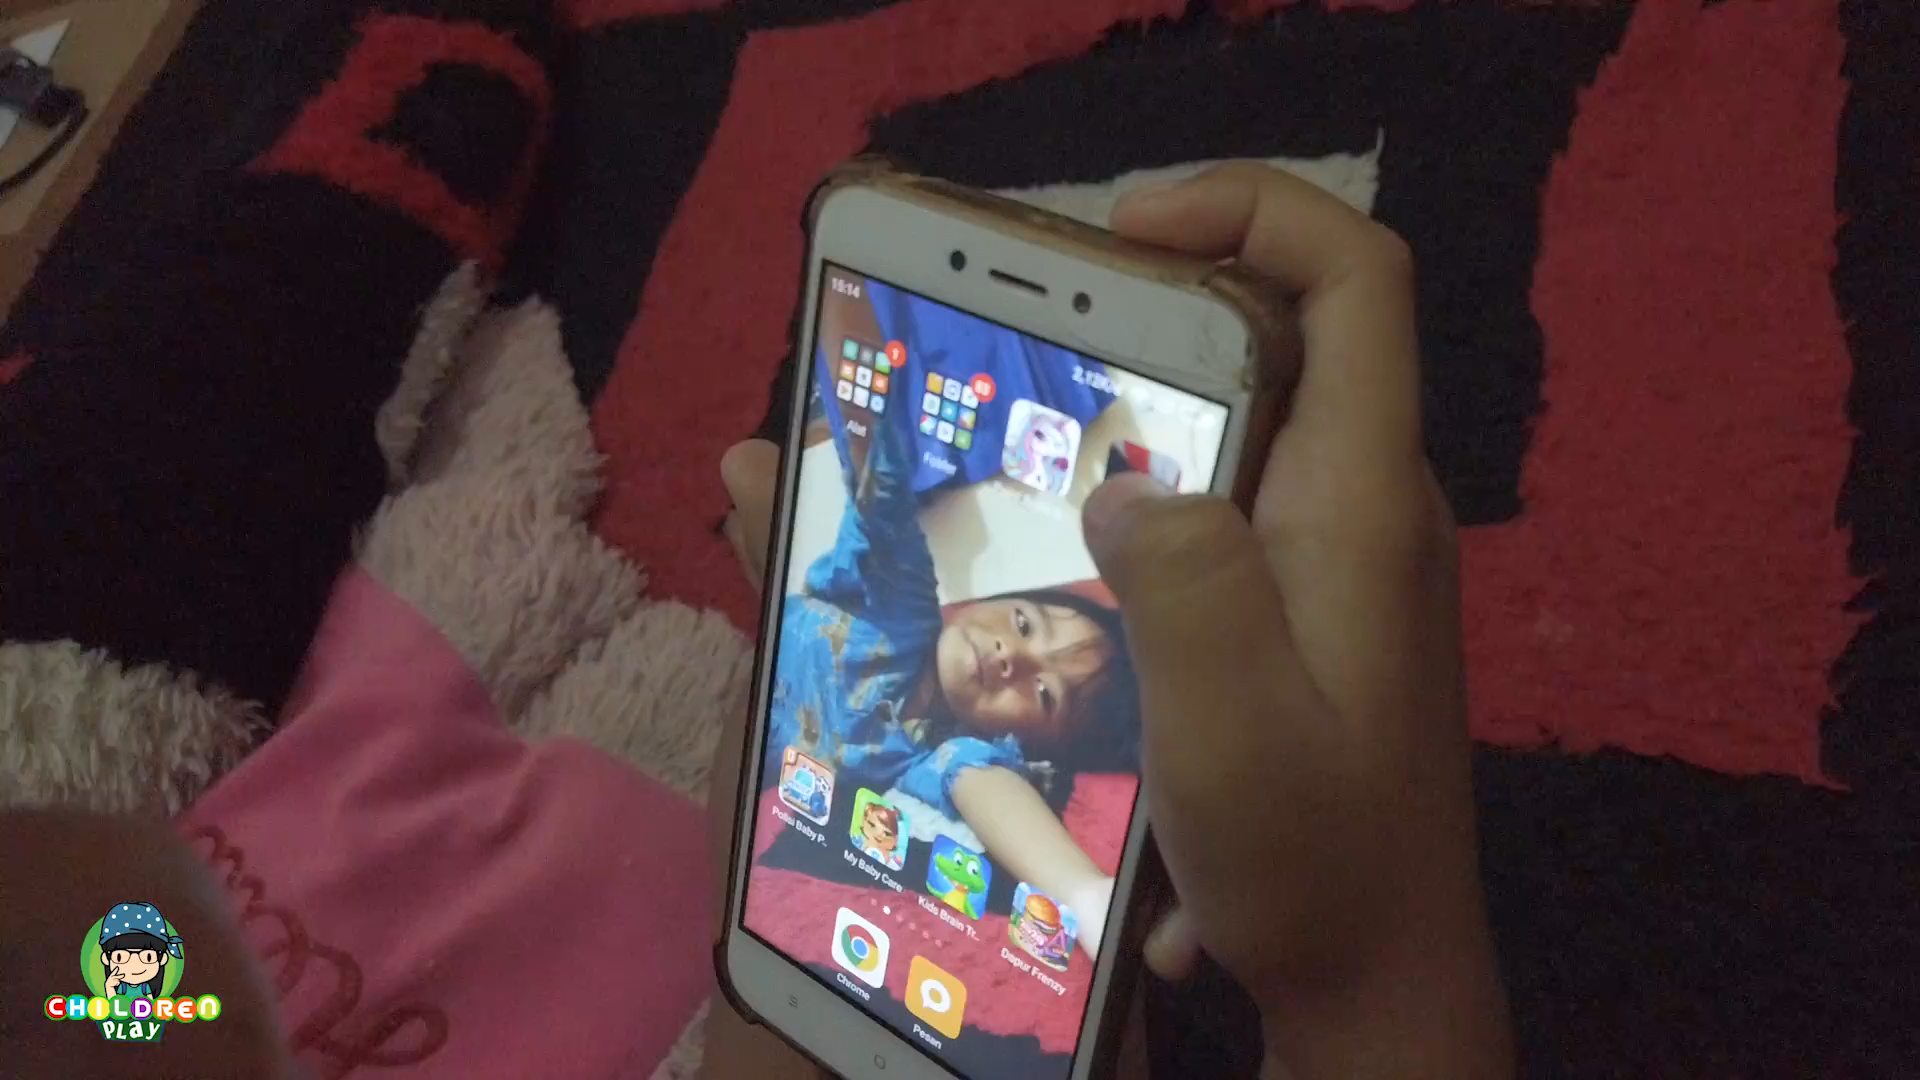 15:14
Alat
Folder
Polisi Baby P..
My Baby Care
Kids Brain Tr..
Dapur Frenzy
Chrome
Pesan
CHILDREN
PLAY